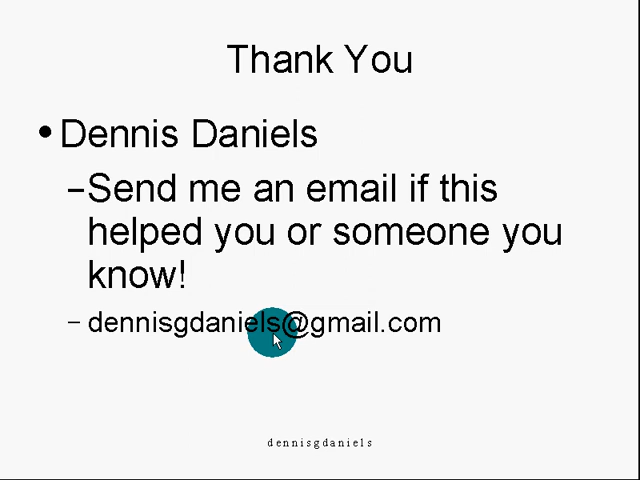 Thank You
• Dennis Daniels
–Send me an email if this
helped you or someone you
know!
– dennisgdaniels@gmail.com
dennisgdaniels